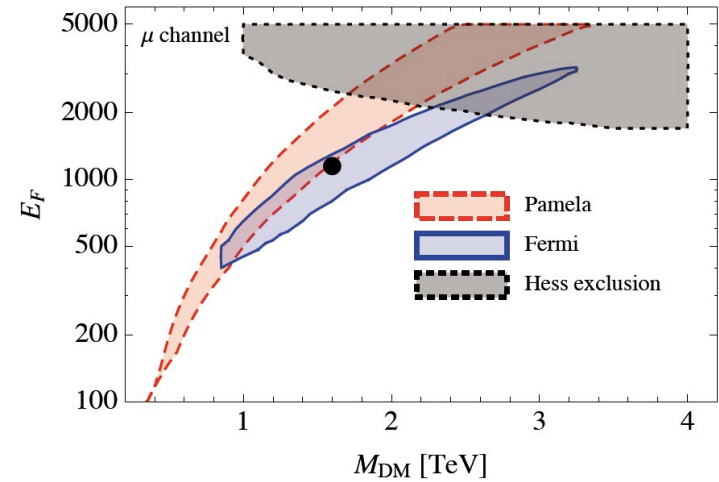 5000
μ channel
2000
1000
500
200
100
E_F
Pamela
Fermi
Hess exclusion
1 2 3 4
M_DM [TeV]